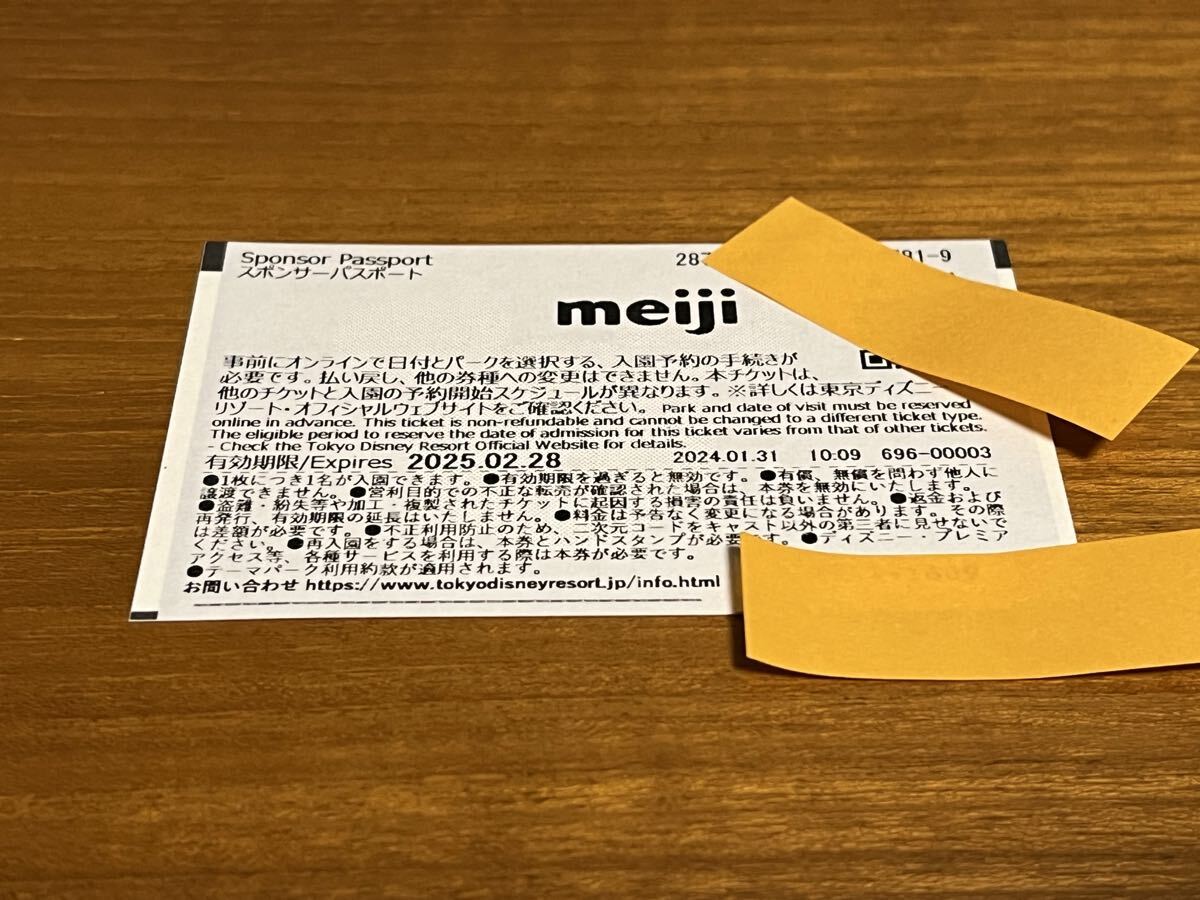 Sponsor Passport
スポンサーパスポート
287
781-9
meiji
事前にオンラインで日付とパークを選択する、入園予約の手続きが
必要です。払い戻し、他の券種への変更はできません。本チケットは、
他のチケットと入園の予約開始スケジュールが異なります。※詳しくは東京ディズニー
リゾート・オフィシャルウェブサイトをご確認ください。 Park and date of visit must be reserved
online in advance. This ticket is non-refundable and cannot be changed to a different ticket type.
The eligible period to reserve the date of admission for this ticket varies from that of other tickets.
- Check the Tokyo Disney Resort Official Website for details.
有効期限/Expires 2025.02.28 2024.01.31 10:09 696-00003
●1枚につき1名が入園できます。●有効期限を過ぎると無効です。●有償、無償を問わず他人に
譲渡できません。●営利目的での不正な転売が確認された場合は、本券を無効にいたします。
●盗難・紛失等や加工・複製されたチケットに起因する損害の責任は負いません。●返金および
再発行、有効期限の延長はいたしません。●料金は予告なく変更になる場合があります。その際
は差額が必要です。●不正利用防止のため、二次元コードをキャスト以外の第三者に見せないで
ください。●再入園をする場合は、本券とハンドスタンプが必要です。●ディズニー・プレミア
アクセス等、各種サービスを利用する際は本券が必要です。
●テーマパーク利用約款が適用されます。
お問い合わせ https://www.tokyodisneyresort.jp/info.html